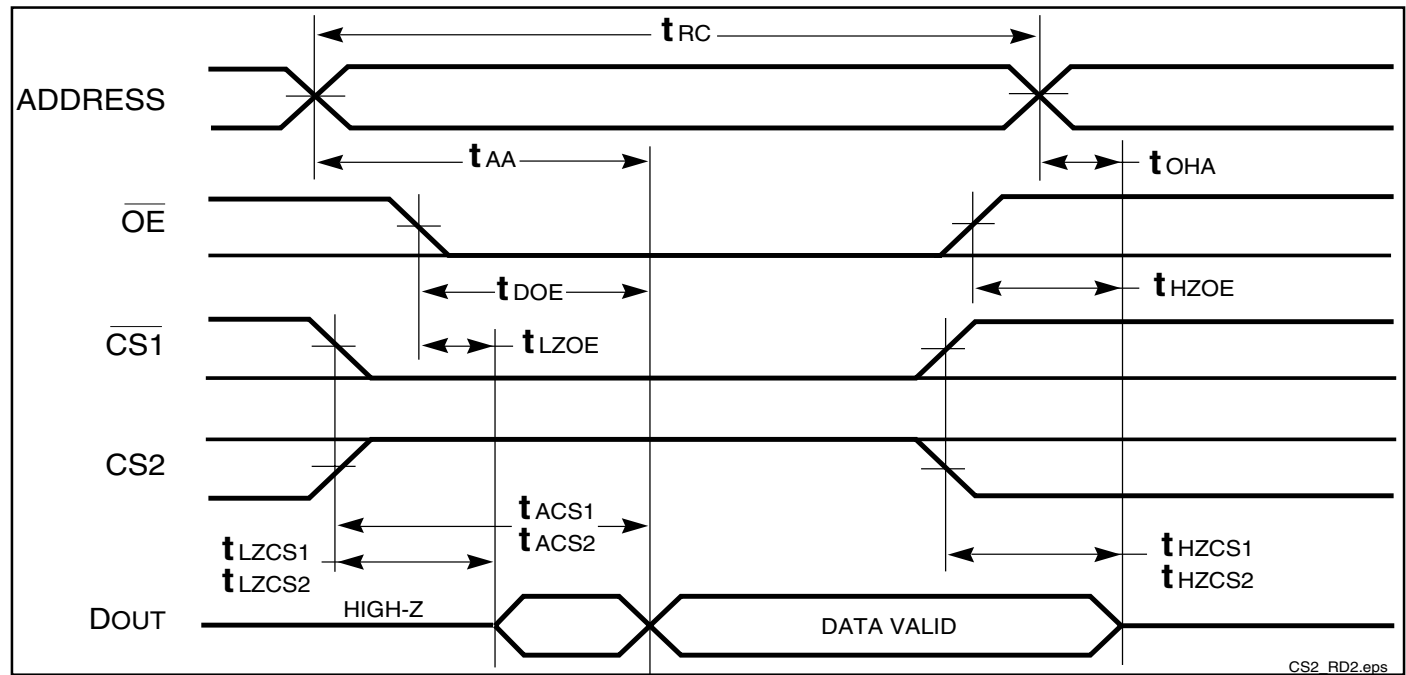 tRC
ADDRESS
tAA
tOHA
OE
tDOE
tHZOE
CS1
tLZOE
CS2
tACS1
tACS2
tLZCS1
tLZCS2
tHZCS1
tHZCS2
HIGH-Z
DOUT
DATA VALID
CS2_RD2.eps